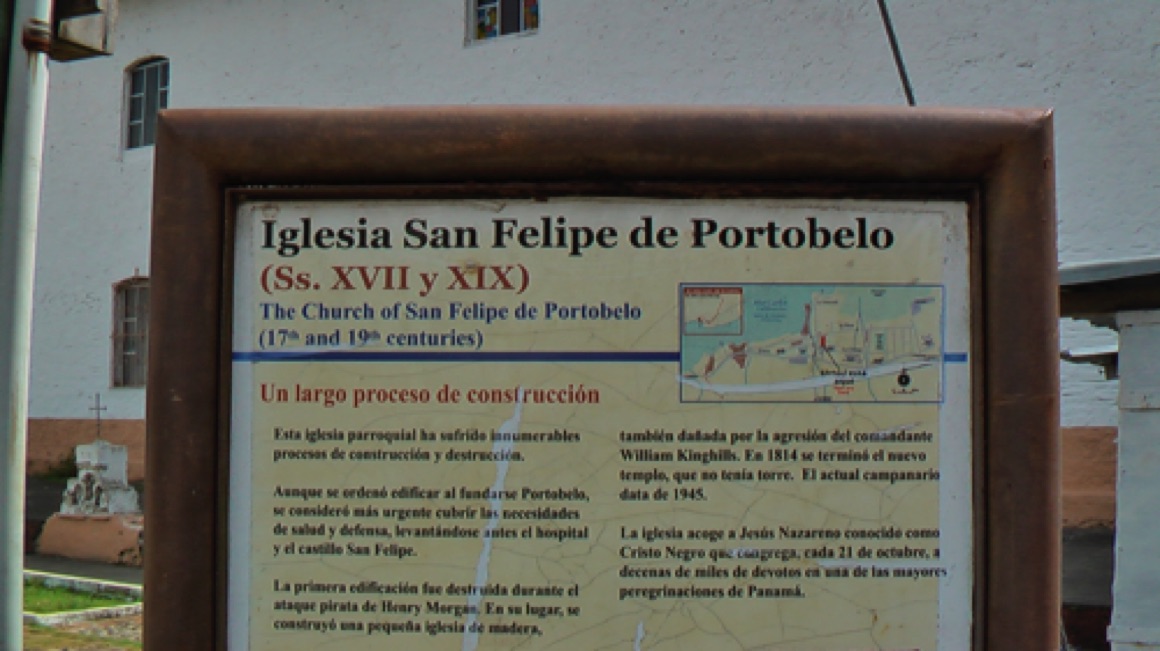 Iglesia San Felipe de Portobelo
(Ss. XVII y XIX)
The Church of San Felipe de Portobelo
(17th and 19th centuries)
Un largo proceso de construcción
Esta iglesia parroquial ha sufrido innumerables
procesos de construcción y destrucción.
Aunque se ordenó edificar al fundarse Portobelo,
se consideró más urgente cubrir las necesidades
de salud y defensa, levantándose antes el hospital
y el castillo San Felipe.
La primera edificación fue destruida durante el
ataque pirata de Henry Morgan. En su lugar, se
construyó una pequeña iglesia de madera,
también dañada por la agresión del comandante
William Kinghills. En 1814 se terminó el nuevo
templo, que no tenía torre. El actual campanario
data de 1945.
La iglesia acoge a Jesús Nazareno conocido como
Cristo Negro que congrega, cada 21 de octubre, a
decenas de miles de devotos en una de las mayores
peregrinaciones de Panamá.